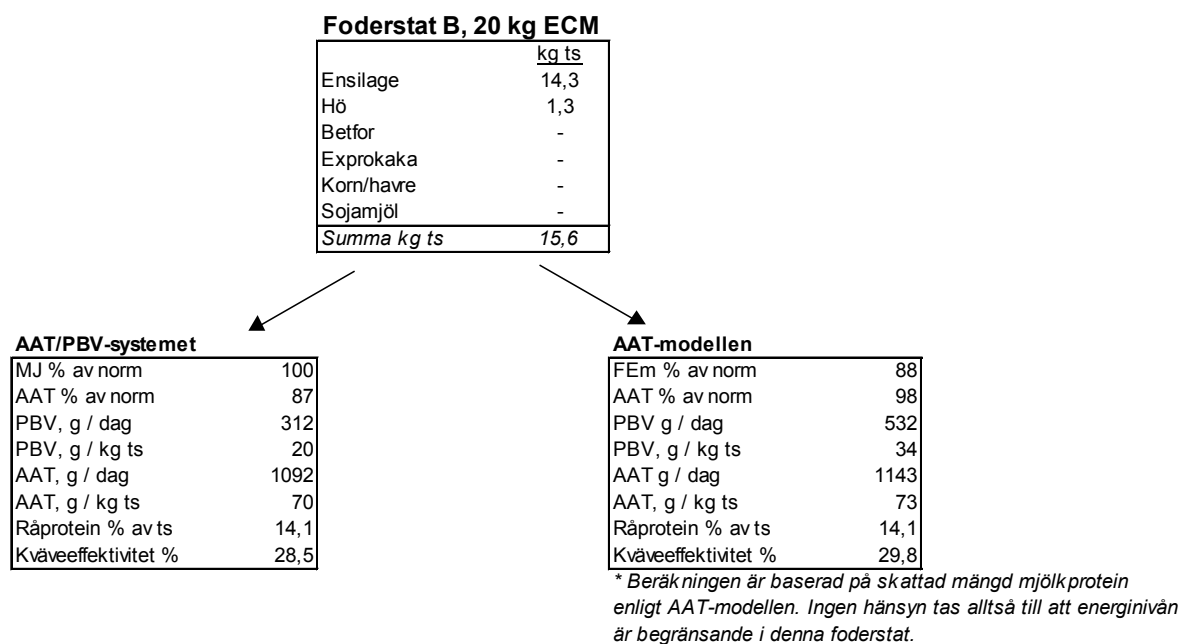 Foderstat B, 20 kg ECM
kg ts
Ensilage 14,3
Hö 1,3
Betfor -
Exprokaka -
Korn/havre -
Sojamjöl -
Summa kg ts 15,6
AAT/PBV-systemet
MJ % av norm 100
AAT % av norm 87
PBV, g / dag 312
PBV, g / kg ts 20
AAT, g / dag 1092
AAT, g / kg ts 70
Råprotein % av ts 14,1
Kväveeffektivitet % 28,5
AAT-modellen
FEm % av norm 88
AAT % av norm 98
PBV g / dag 532
PBV, g / kg ts 34
AAT g / dag 1143
AAT, g / kg ts 73
Råprotein % av ts 14,1
Kväveeffektivitet % 29,8
* Beräkningen är baserad på skattad mängd mjölkprotein
enligt AAT-modellen. Ingen hänsyn tas alltså till att energinivån
är begränsande i denna foderstat.